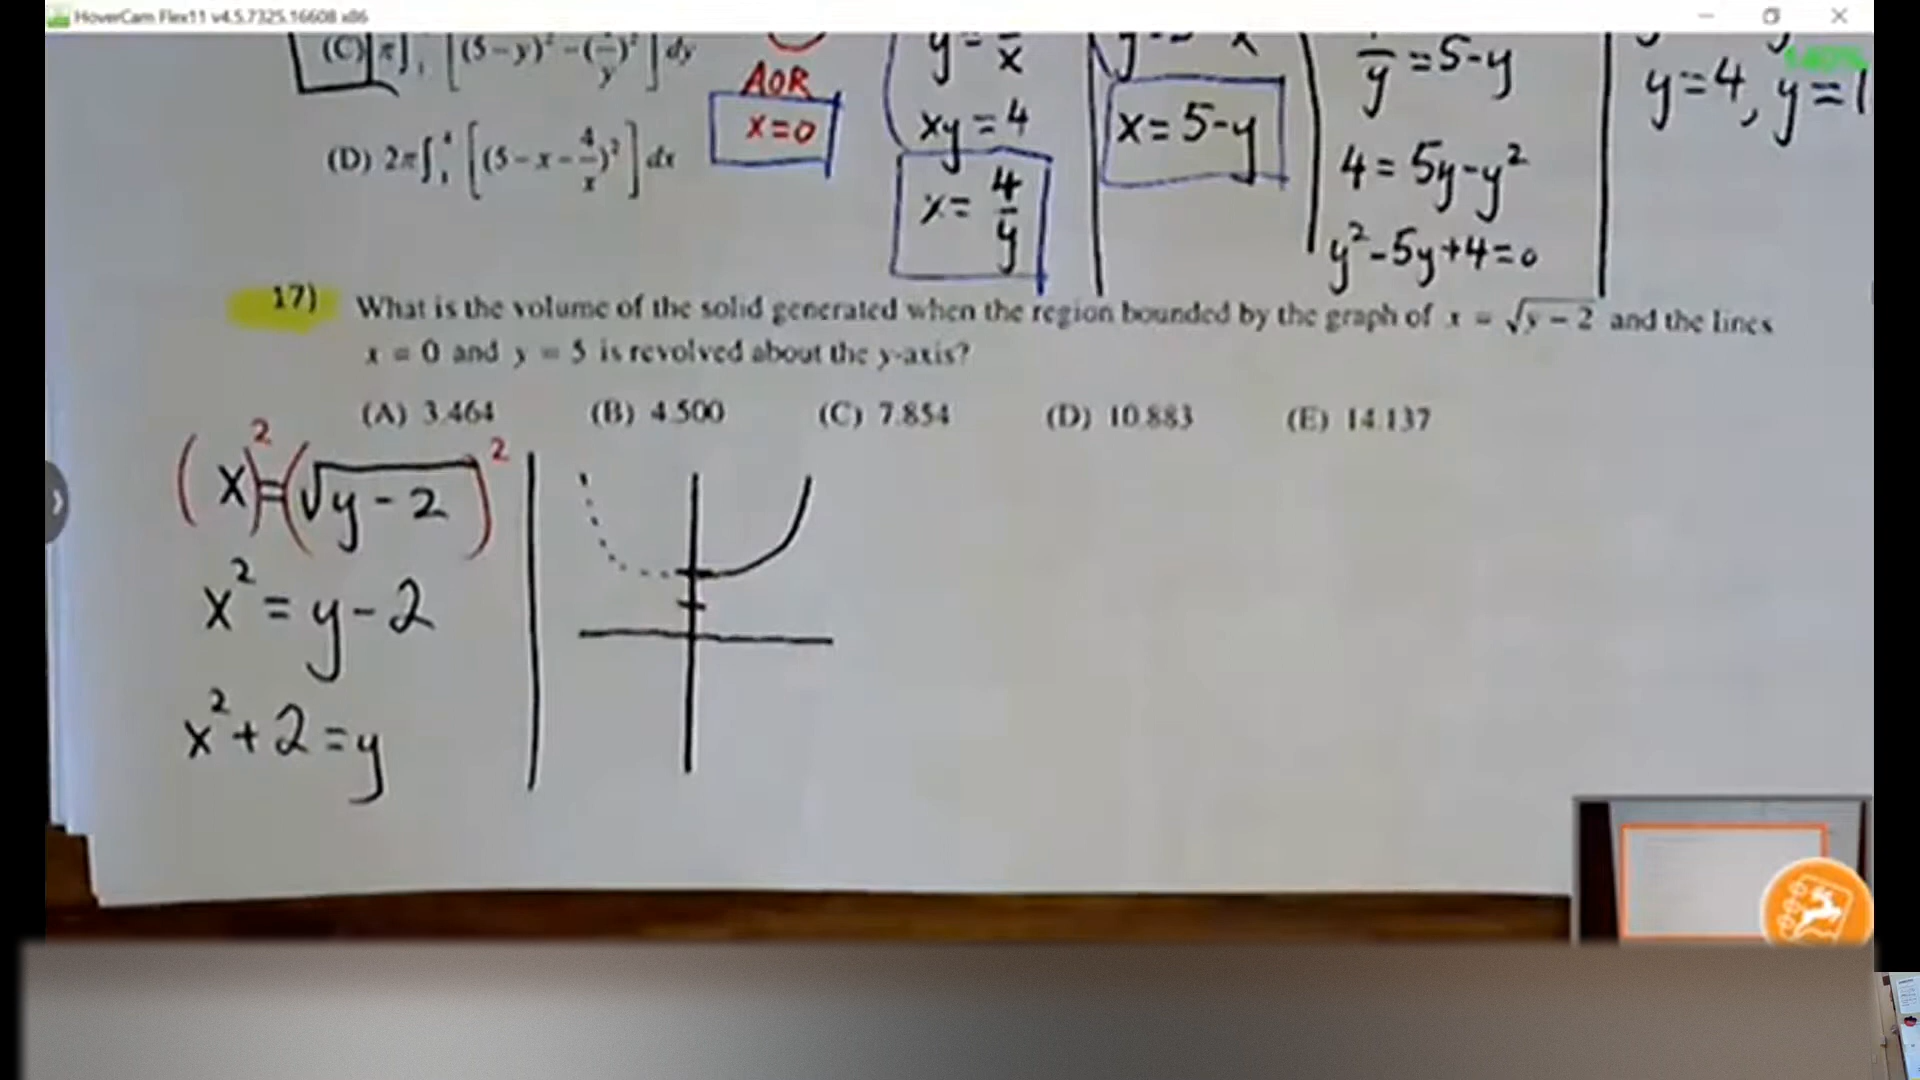 HoverCam Flex11 v4.5.7325.16608 x86
140%
(C) π∫₁ [(5-y)² - ( /y)²] dy
AOR
x=0
(D) 2π∫₁⁴ [(5-x-4/x)²] dx
y= /x
xy=4
x=4/y
x=5-y
/y=5-y
4=5y-y²
y²-5y+4=0
y=4, y=1
17) What is the volume of the solid generated when the region bounded by the graph of x = √y-2 and the lines
x = 0 and y = 5 is revolved about the y-axis?
(A) 3.464 (B) 4.500 (C) 7.854 (D) 10.883 (E) 14.137
(x)²=(√y-2)²
x²=y-2
x²+2=y